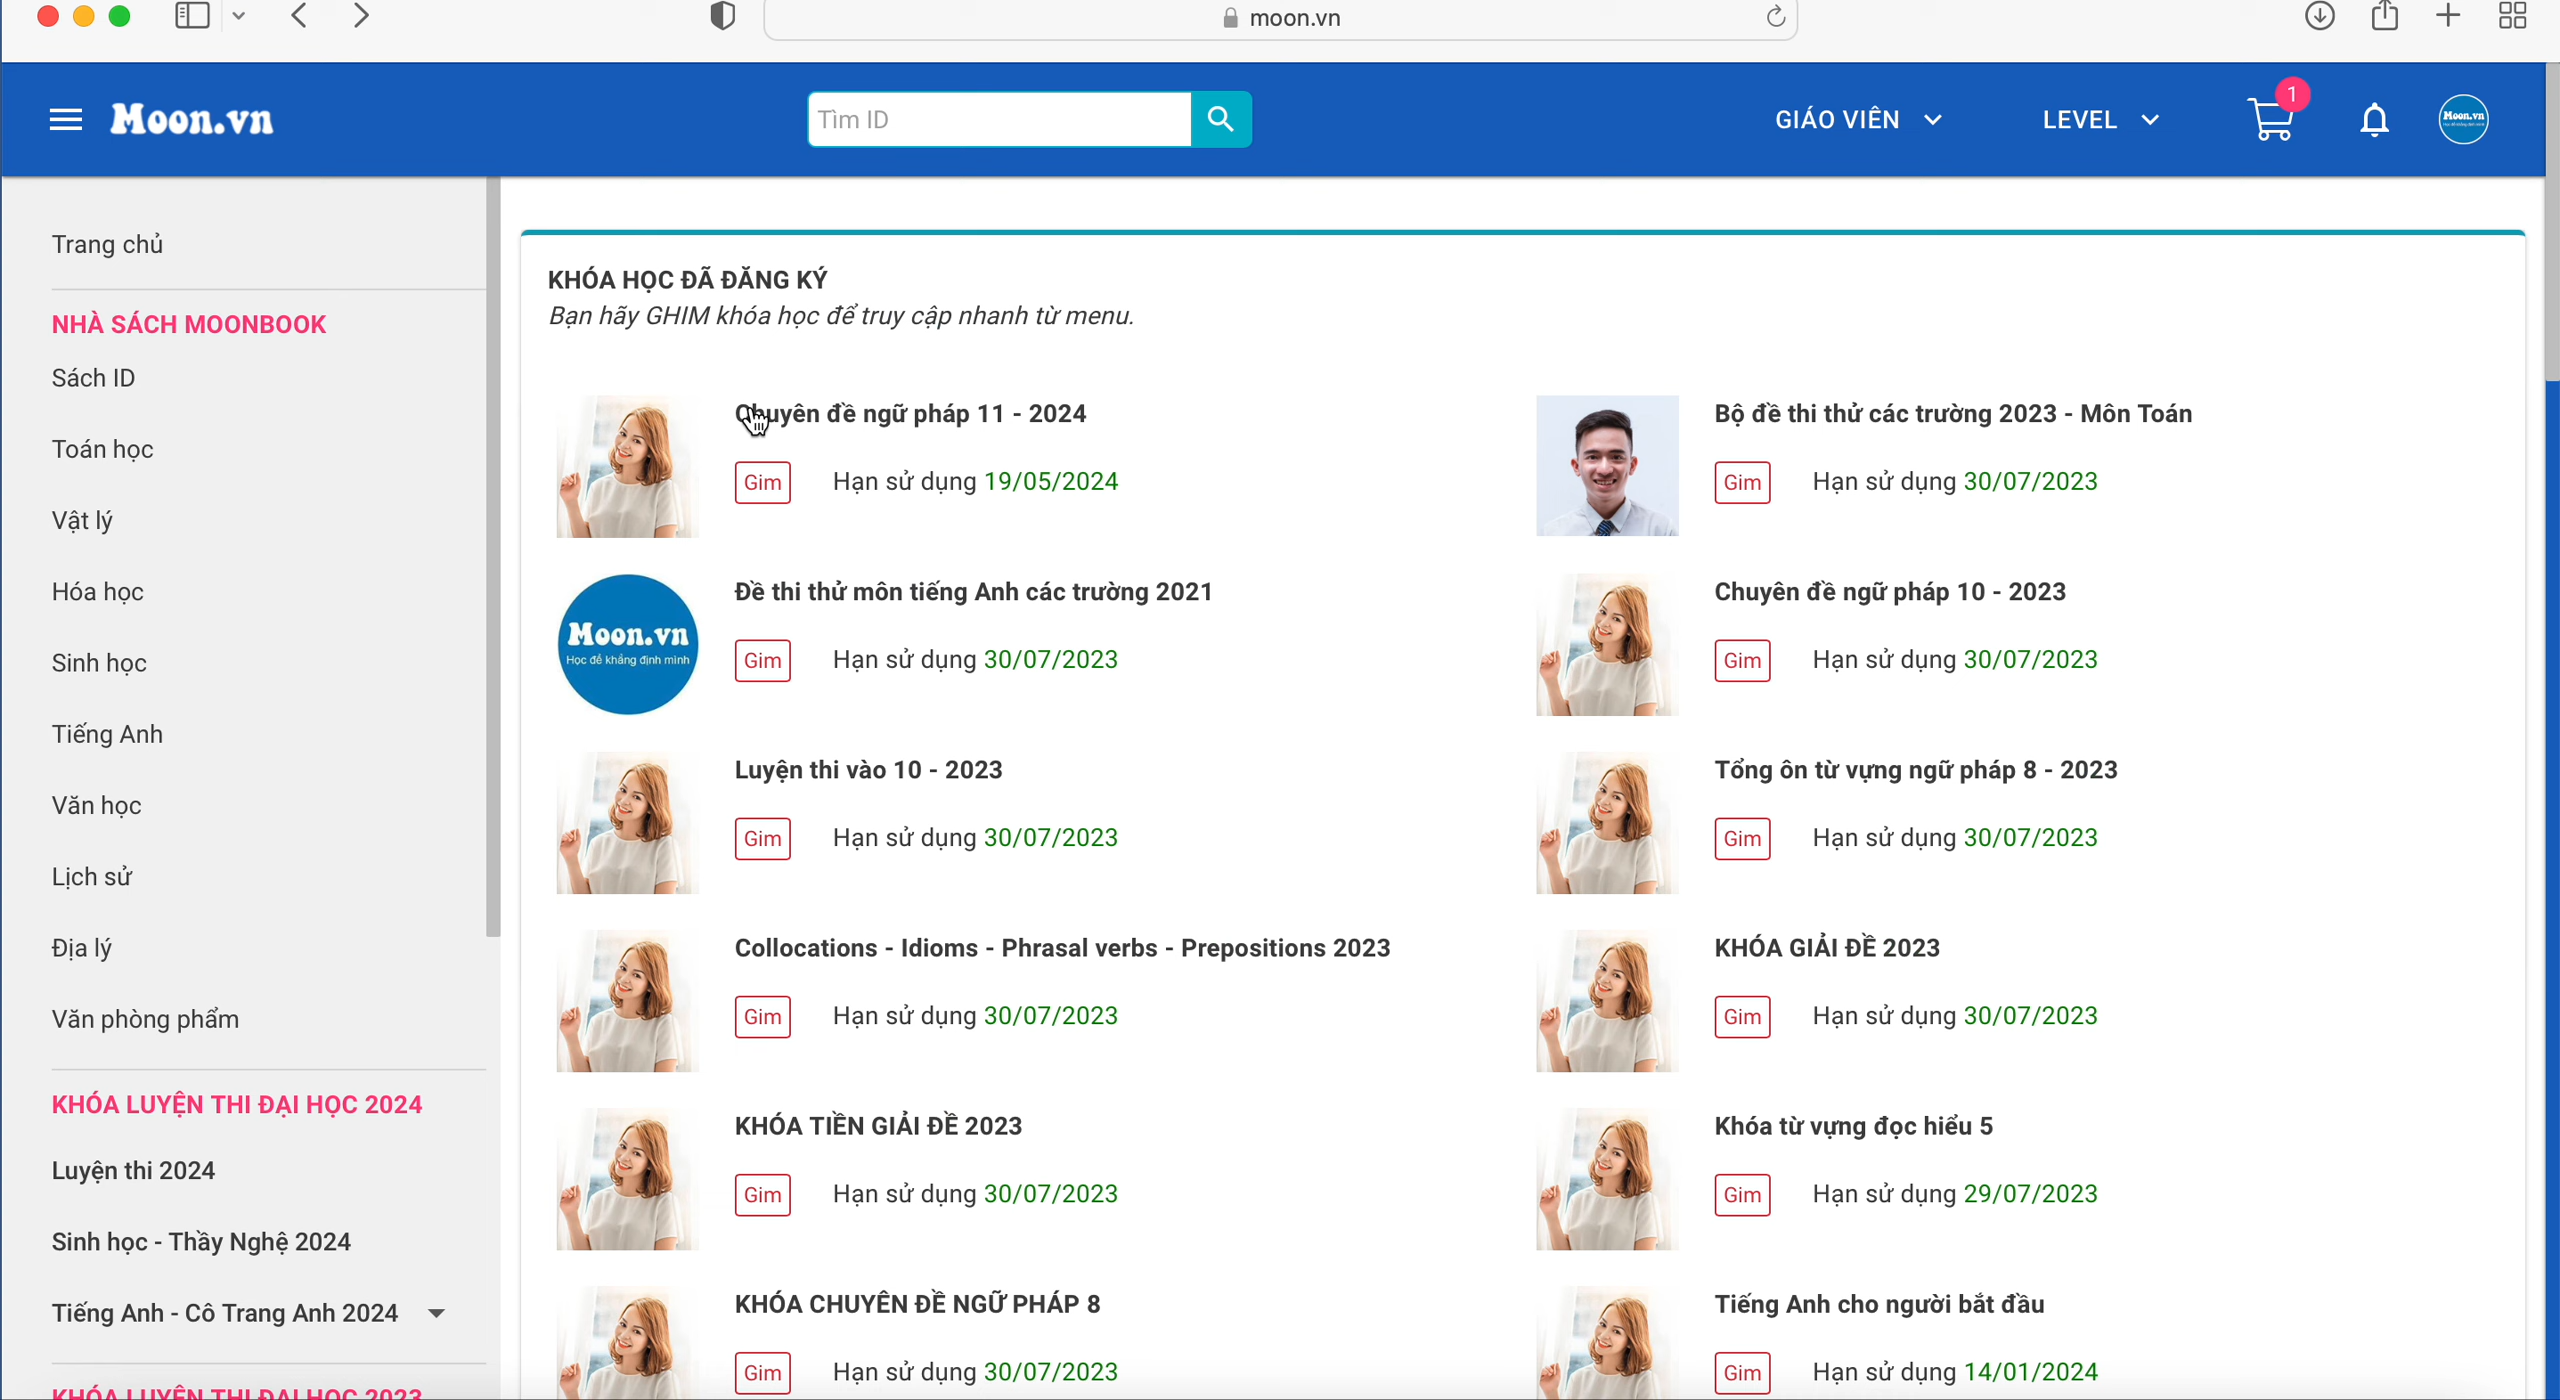 moon.vn
Moon.vn
Tìm ID
GIÁO VIÊN
LEVEL
1
Moon.vn
Trang chủ
NHÀ SÁCH MOONBOOK
Sách ID
Toán học
Vật lý
Hóa học
Sinh học
Tiếng Anh
Văn học
Lịch sử
Địa lý
Văn phòng phẩm
KHÓA LUYỆN THI ĐẠI HỌC 2024
Luyện thi 2024
Sinh học - Thầy Nghệ 2024
Tiếng Anh - Cô Trang Anh 2024
KHÓA LUYỆN THI ĐẠI HỌC 2023
KHÓA HỌC ĐÃ ĐĂNG KÝ
Bạn hãy GHIM khóa học để truy cập nhanh từ menu.
Chuyên đề ngữ pháp 11 - 2024
Gim Hạn sử dụng 19/05/2024
Bộ đề thi thử các trường 2023 - Môn Toán
Gim Hạn sử dụng 30/07/2023
Moon.vn
Học để khẳng định mình
Đề thi thử môn tiếng Anh các trường 2021
Gim Hạn sử dụng 30/07/2023
Chuyên đề ngữ pháp 10 - 2023
Gim Hạn sử dụng 30/07/2023
Luyện thi vào 10 - 2023
Gim Hạn sử dụng 30/07/2023
Tổng ôn từ vựng ngữ pháp 8 - 2023
Gim Hạn sử dụng 30/07/2023
Collocations - Idioms - Phrasal verbs - Prepositions 2023
Gim Hạn sử dụng 30/07/2023
KHÓA GIẢI ĐỀ 2023
Gim Hạn sử dụng 30/07/2023
KHÓA TIỀN GIẢI ĐỀ 2023
Gim Hạn sử dụng 30/07/2023
Khóa từ vựng đọc hiểu 5
Gim Hạn sử dụng 29/07/2023
KHÓA CHUYÊN ĐỀ NGỮ PHÁP 8
Gim Hạn sử dụng 30/07/2023
Tiếng Anh cho người bắt đầu
Gim Hạn sử dụng 14/01/2024